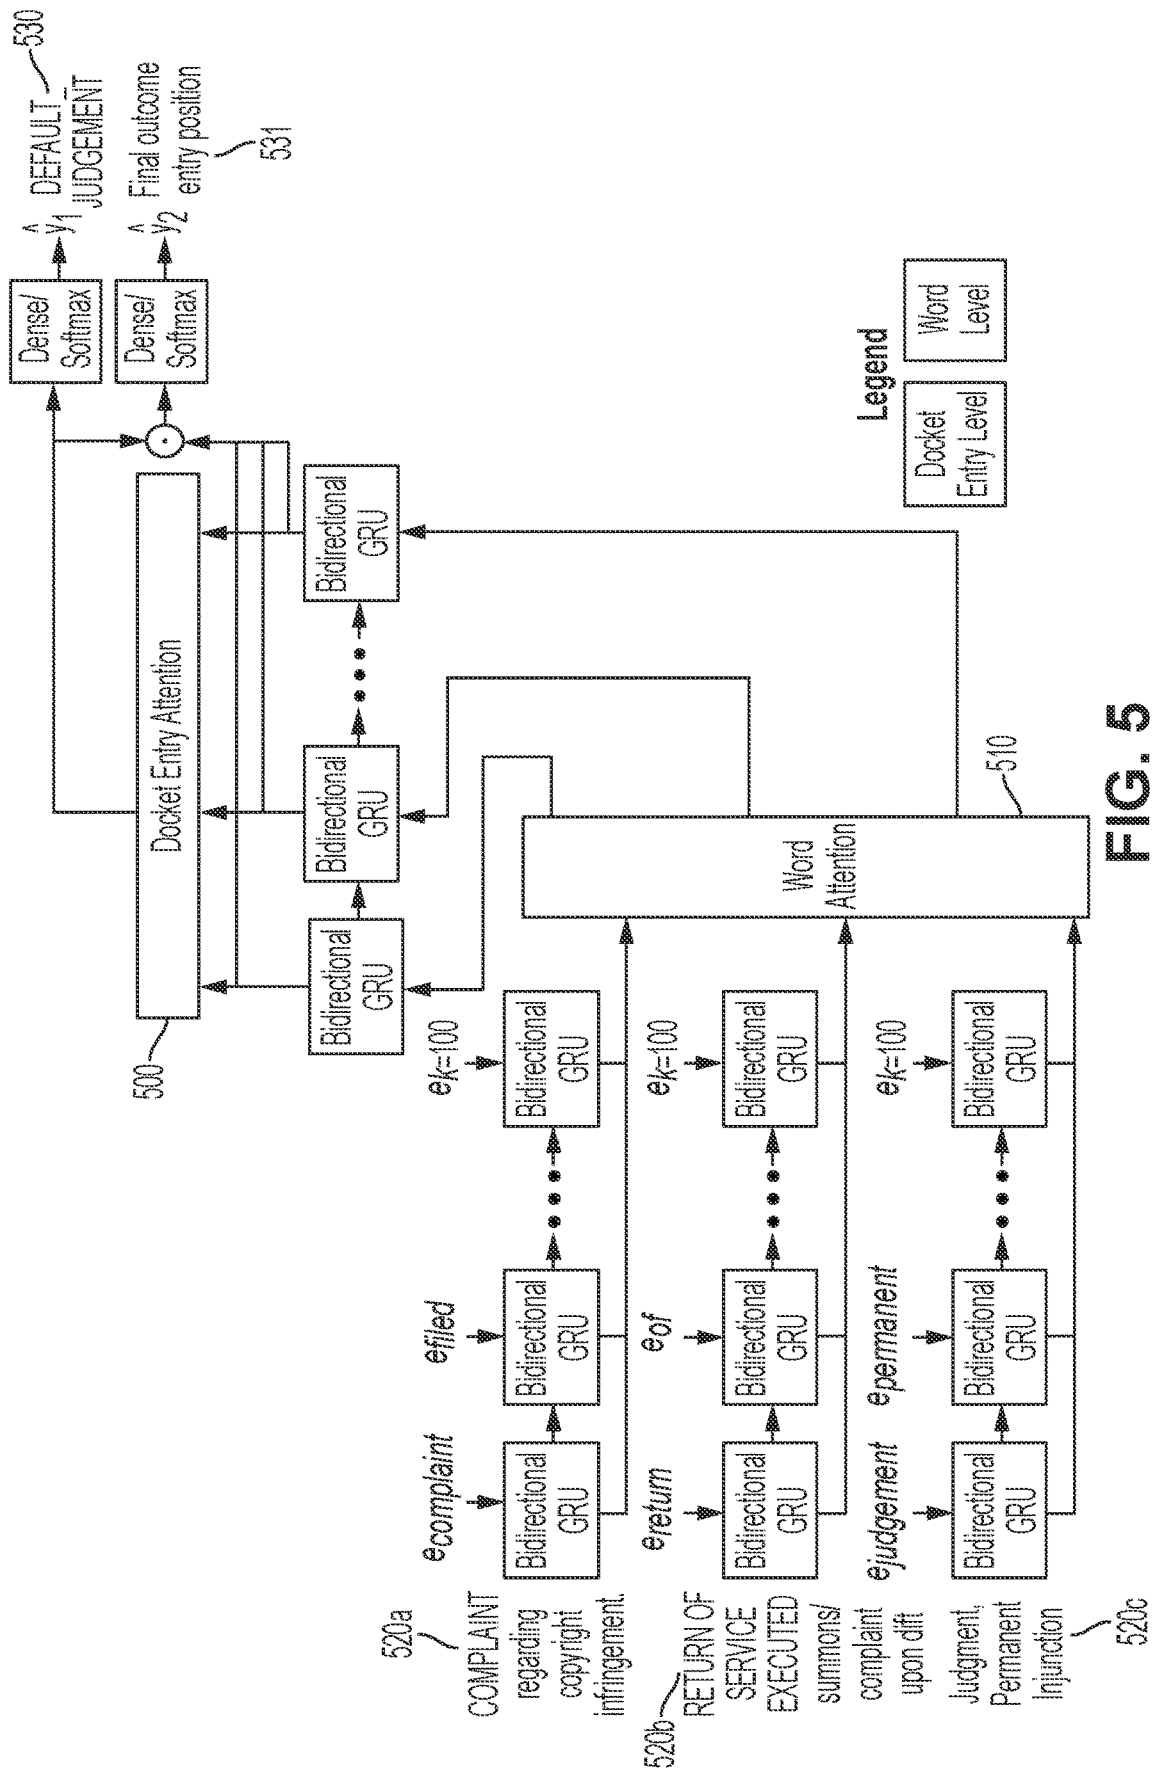 530
ŷ1 DEFAULT_
JUDGEMENT
Dense/
Softmax
ŷ2 Final outcome
entry position
531
Dense/
Softmax
500
Docket Entry Attention
Bidirectional
GRU
Bidirectional
GRU
Bidirectional
GRU
Legend
Docket
Entry Level
Word
Level
520a
COMPLAINT
regarding
copyright
infringement.
ecomplaint
efiled
ek=100
Bidirectional
GRU
Bidirectional
GRU
Bidirectional
GRU
520b
RETURN OF
SERVICE
EXECUTED
summons/
complaint
upon dift
ereturn
eof
ek=100
Bidirectional
GRU
Bidirectional
GRU
Bidirectional
GRU
Judgment,
Permanent
Injunction
520c
ejudgement
epermanent
ek=100
Bidirectional
GRU
Bidirectional
GRU
Bidirectional
GRU
Word
Attention
510
FIG. 5